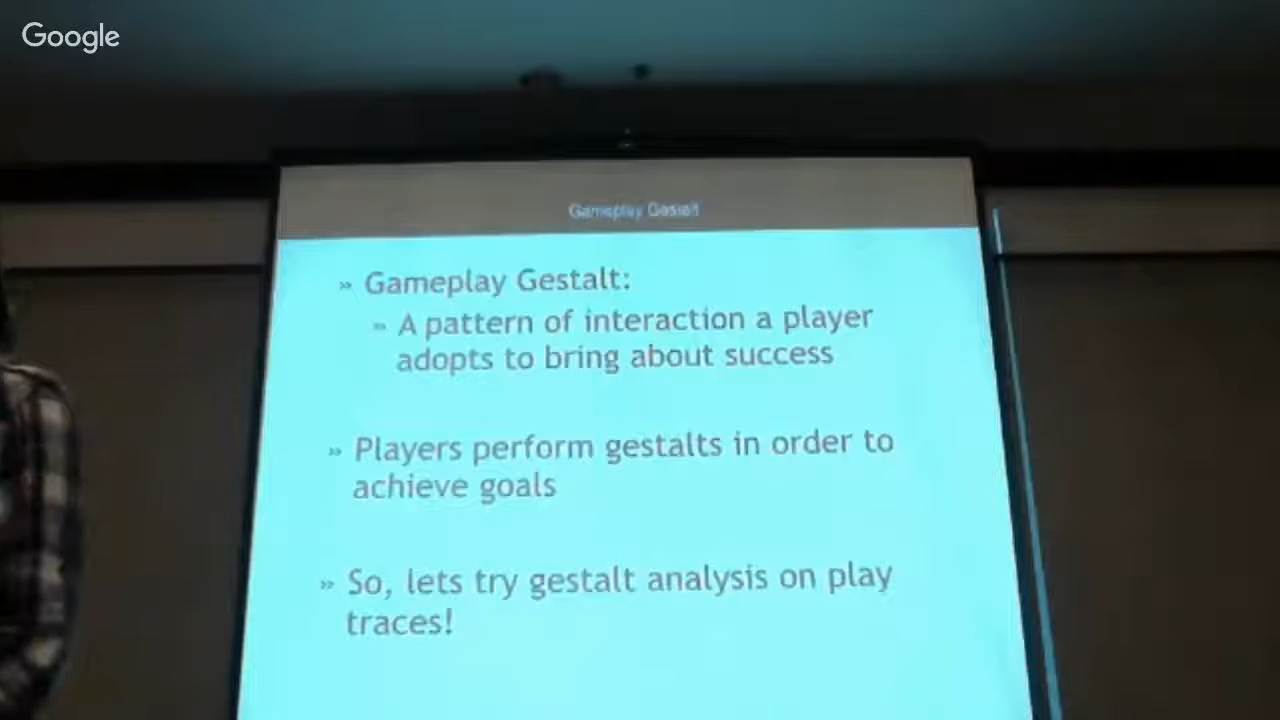 Google
Gameplay Gestalt
» Gameplay Gestalt:
» A pattern of interaction a player
adopts to bring about success
» Players perform gestalts in order to
achieve goals
» So, lets try gestalt analysis on play
traces!